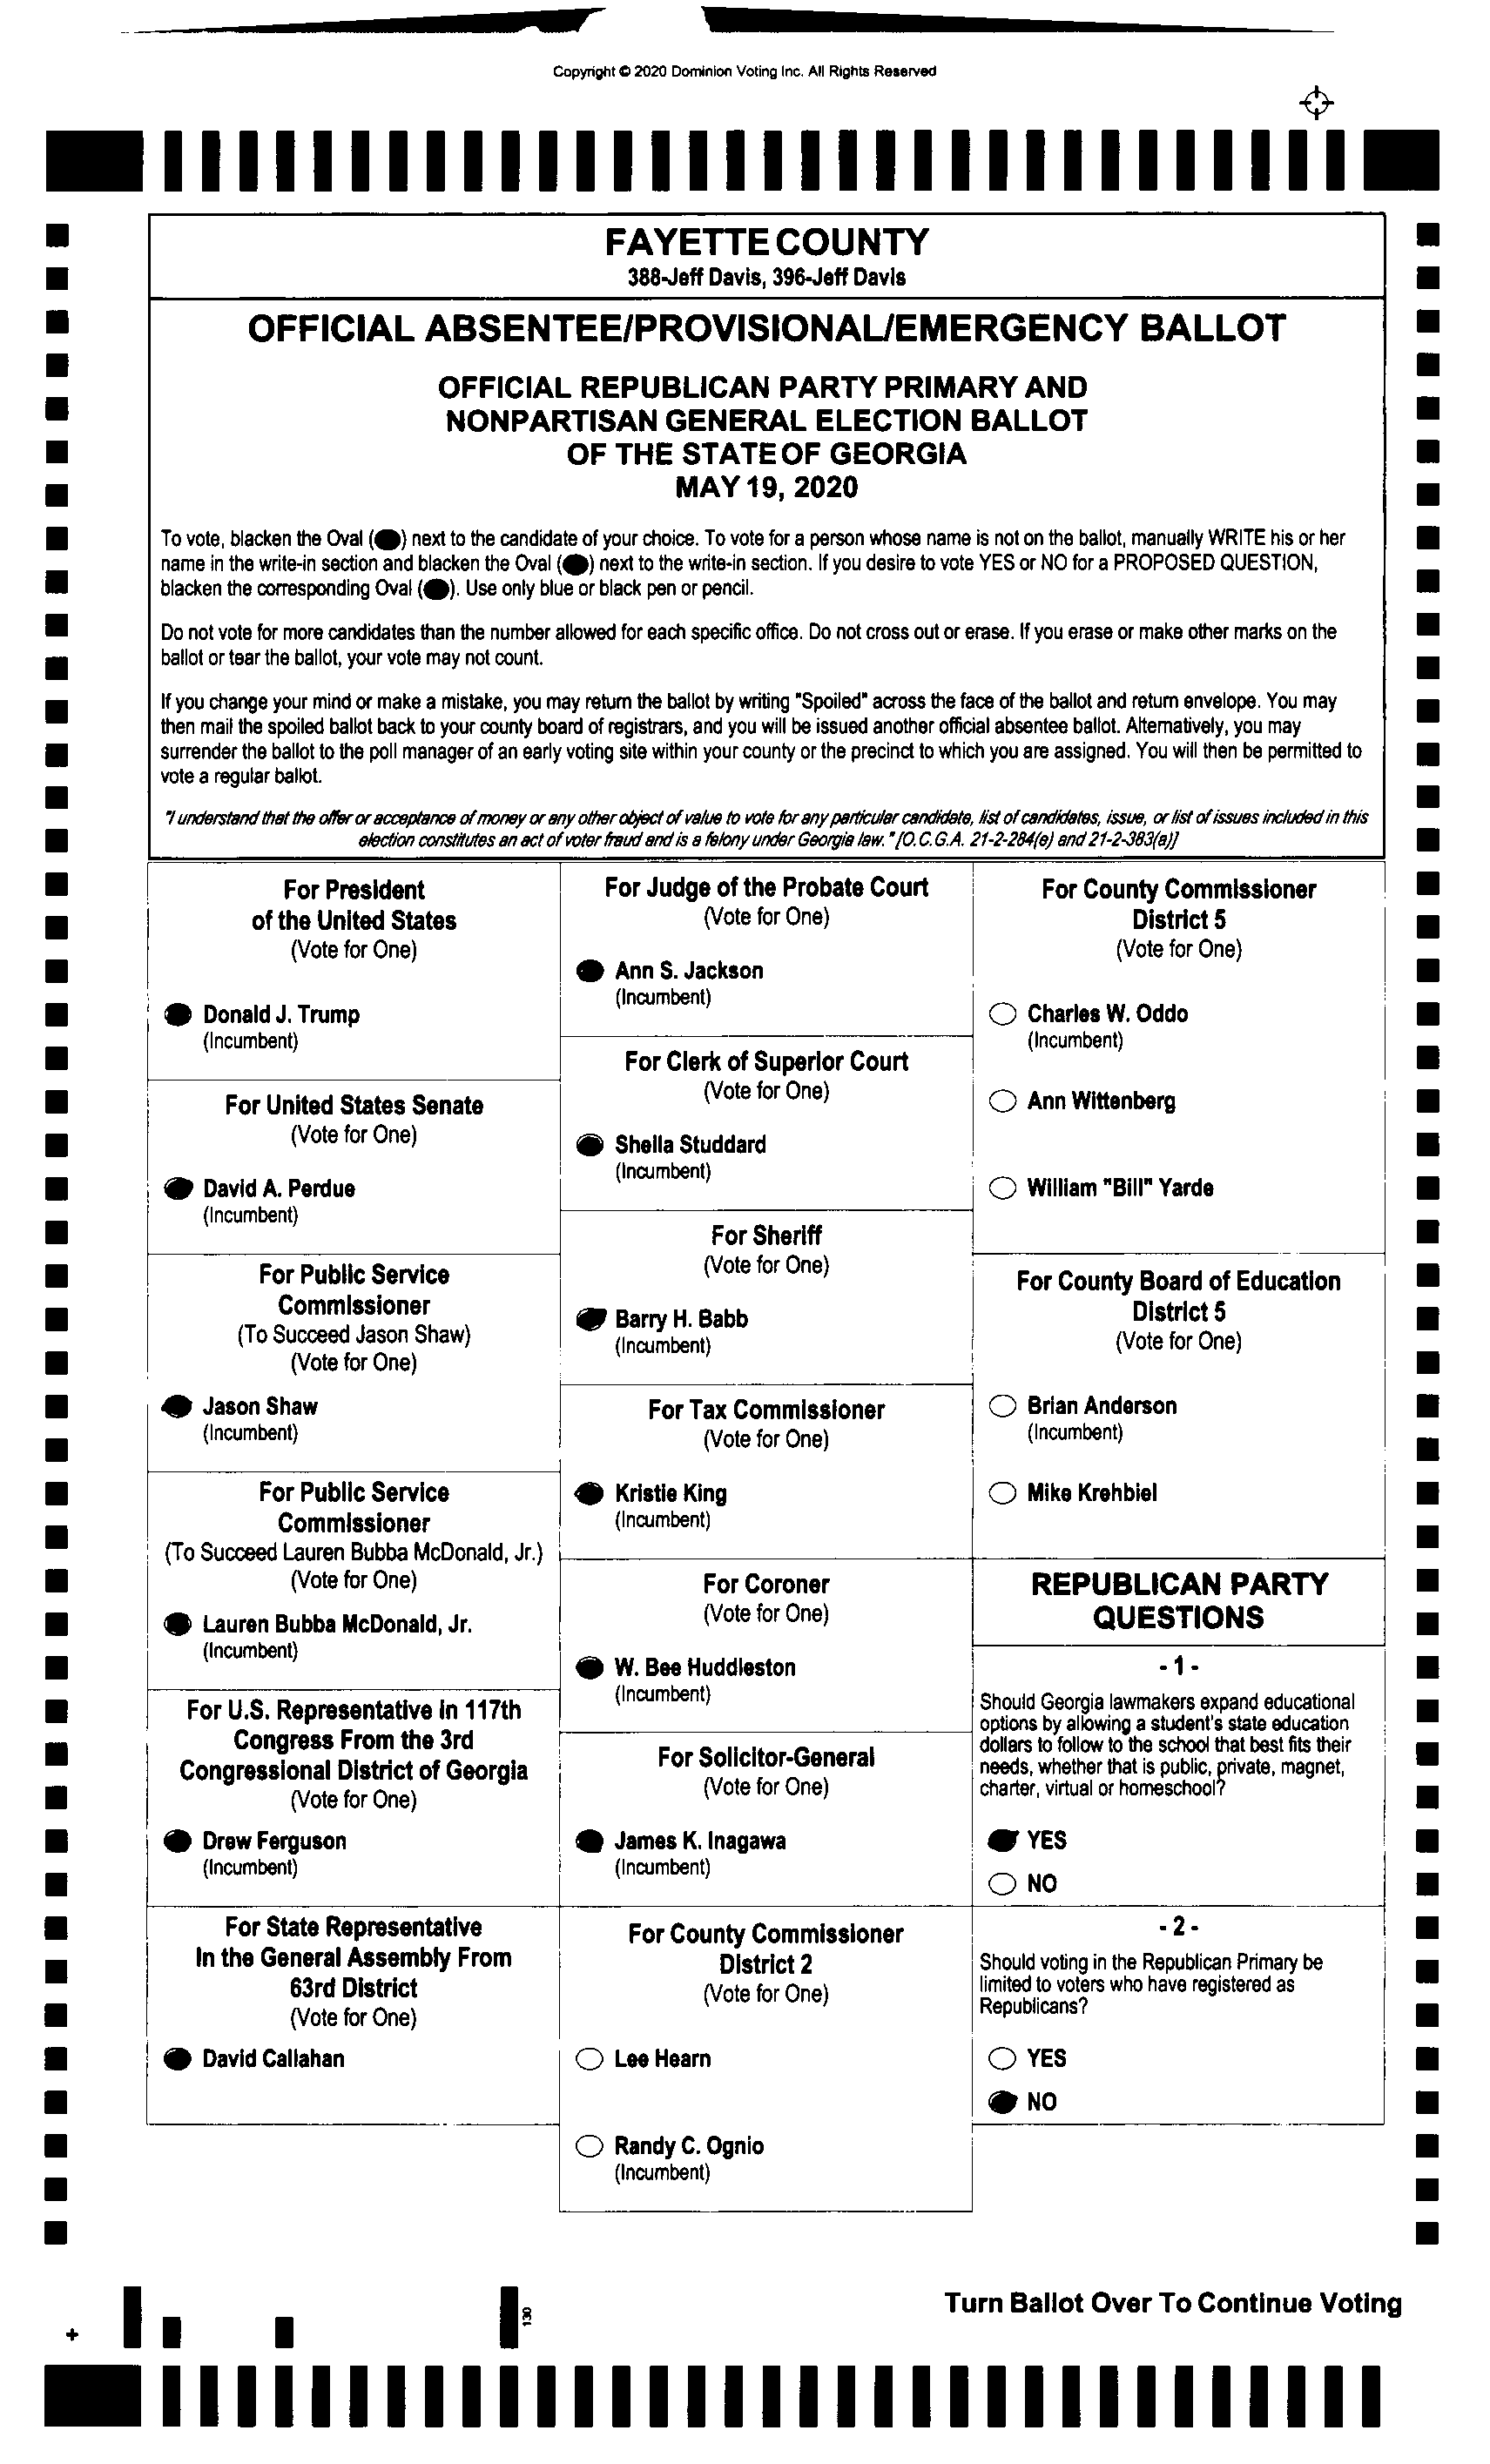 Copyright © 2020 Dominion Voting Inc. All Rights Reserved
FAYETTE COUNTY
388-Jeff Davis, 396-Jeff Davis
OFFICIAL ABSENTEE/PROVISIONAL/EMERGENCY BALLOT
OFFICIAL REPUBLICAN PARTY PRIMARY AND
NONPARTISAN GENERAL ELECTION BALLOT
OF THE STATE OF GEORGIA
MAY 19, 2020
To vote, blacken the Oval ( ) next to the candidate of your choice. To vote for a person whose name is not on the ballot, manually WRITE his or her
name in the write-in section and blacken the Oval ( ) next to the write-in section. If you desire to vote YES or NO for a PROPOSED QUESTION,
blacken the corresponding Oval ( ). Use only blue or black pen or pencil.
Do not vote for more candidates than the number allowed for each specific office. Do not cross out or erase. If you erase or make other marks on the
ballot or tear the ballot, your vote may not count.
If you change your mind or make a mistake, you may return the ballot by writing "Spoiled" across the face of the ballot and return envelope. You may
then mail the spoiled ballot back to your county board of registrars, and you will be issued another official absentee ballot. Alternatively, you may
surrender the ballot to the poll manager of an early voting site within your county or the precinct to which you are assigned. You will then be permitted to
vote a regular ballot.
"I understand that the offer or acceptance of money or any other object of value to vote for any particular candidate, list of candidates, issue, or list of issues included in this
election constitutes an act of voter fraud and is a felony under Georgia law." [O.C.G.A. 21-2-284(e) and 21-2-383(a)]
For President
of the United States
(Vote for One)
Donald J. Trump
(Incumbent)
For United States Senate
(Vote for One)
David A. Perdue
(Incumbent)
For Public Service
Commissioner
(To Succeed Jason Shaw)
(Vote for One)
Jason Shaw
(Incumbent)
For Public Service
Commissioner
(To Succeed Lauren Bubba McDonald, Jr.)
(Vote for One)
Lauren Bubba McDonald, Jr.
(Incumbent)
For U.S. Representative in 117th
Congress From the 3rd
Congressional District of Georgia
(Vote for One)
Drew Ferguson
(Incumbent)
For State Representative
In the General Assembly From
63rd District
(Vote for One)
David Callahan
For Judge of the Probate Court
(Vote for One)
Ann S. Jackson
(Incumbent)
For Clerk of Superior Court
(Vote for One)
Sheila Studdard
(Incumbent)
For Sheriff
(Vote for One)
Barry H. Babb
(Incumbent)
For Tax Commissioner
(Vote for One)
Kristie King
(Incumbent)
For Coroner
(Vote for One)
W. Bee Huddleston
(Incumbent)
For Solicitor-General
(Vote for One)
James K. Inagawa
(Incumbent)
For County Commissioner
District 2
(Vote for One)
Lee Hearn
Randy C. Ognio
(Incumbent)
For County Commissioner
District 5
(Vote for One)
Charles W. Oddo
(Incumbent)
Ann Wittenberg
William "Bill" Yarde
For County Board of Education
District 5
(Vote for One)
Brian Anderson
(Incumbent)
Mike Krehbiel
REPUBLICAN PARTY
QUESTIONS
- 1 -
Should Georgia lawmakers expand educational
options by allowing a student's state education
dollars to follow to the school that best fits their
needs, whether that is public, private, magnet,
charter, virtual or homeschool?
YES
NO
- 2 -
Should voting in the Republican Primary be
limited to voters who have registered as
Republicans?
YES
NO
Turn Ballot Over To Continue Voting
130